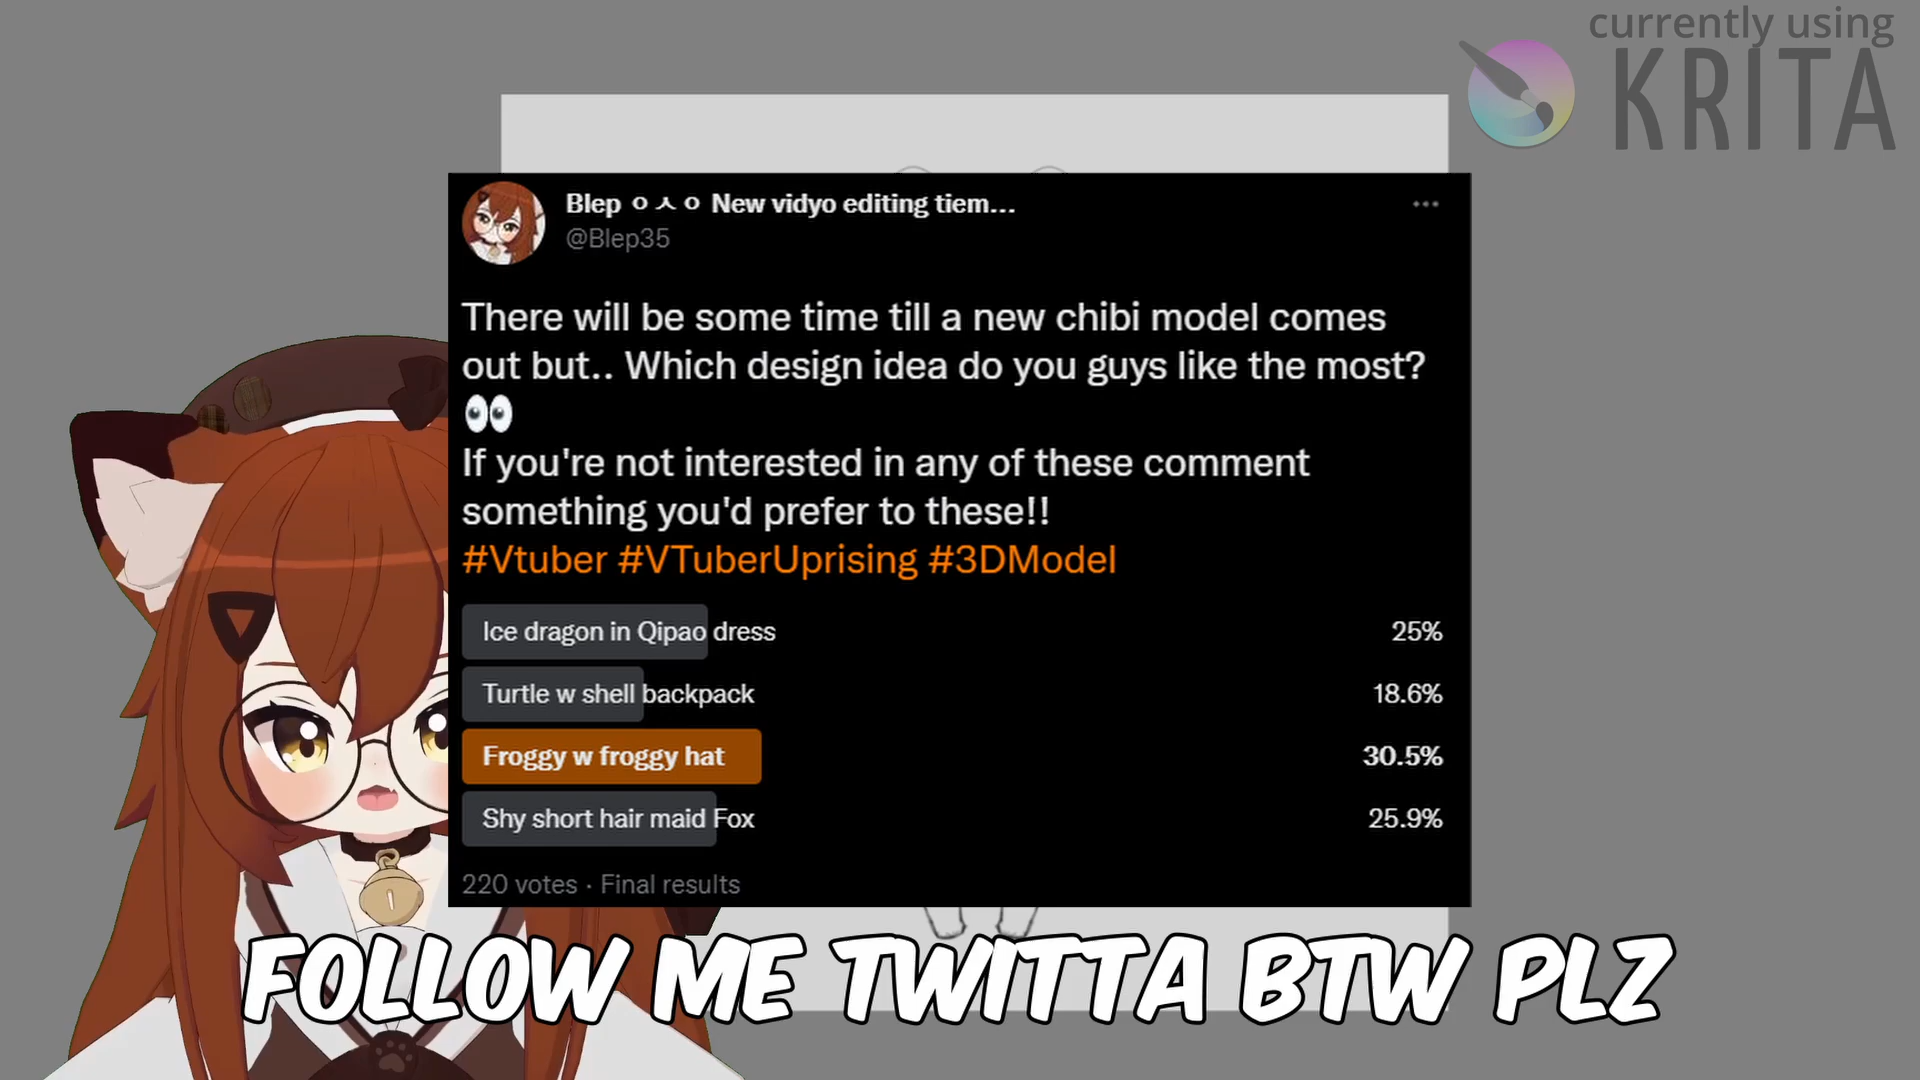 currently using
KRITA
Blep ㅇㅅㅇ New vidyo editing tiem...
@Blep35
There will be some time till a new chibi model comes
out but.. Which design idea do you guys like the most?
👀
If you're not interested in any of these comment
something you'd prefer to these!!
#Vtuber #VTuberUprising #3DModel
Ice dragon in Qipao dress 25%
Turtle w shell backpack 18.6%
Froggy w froggy hat 30.5%
Shy short hair maid Fox 25.9%
220 votes · Final results
FOLLOW ME TWITTA BTW PLZ